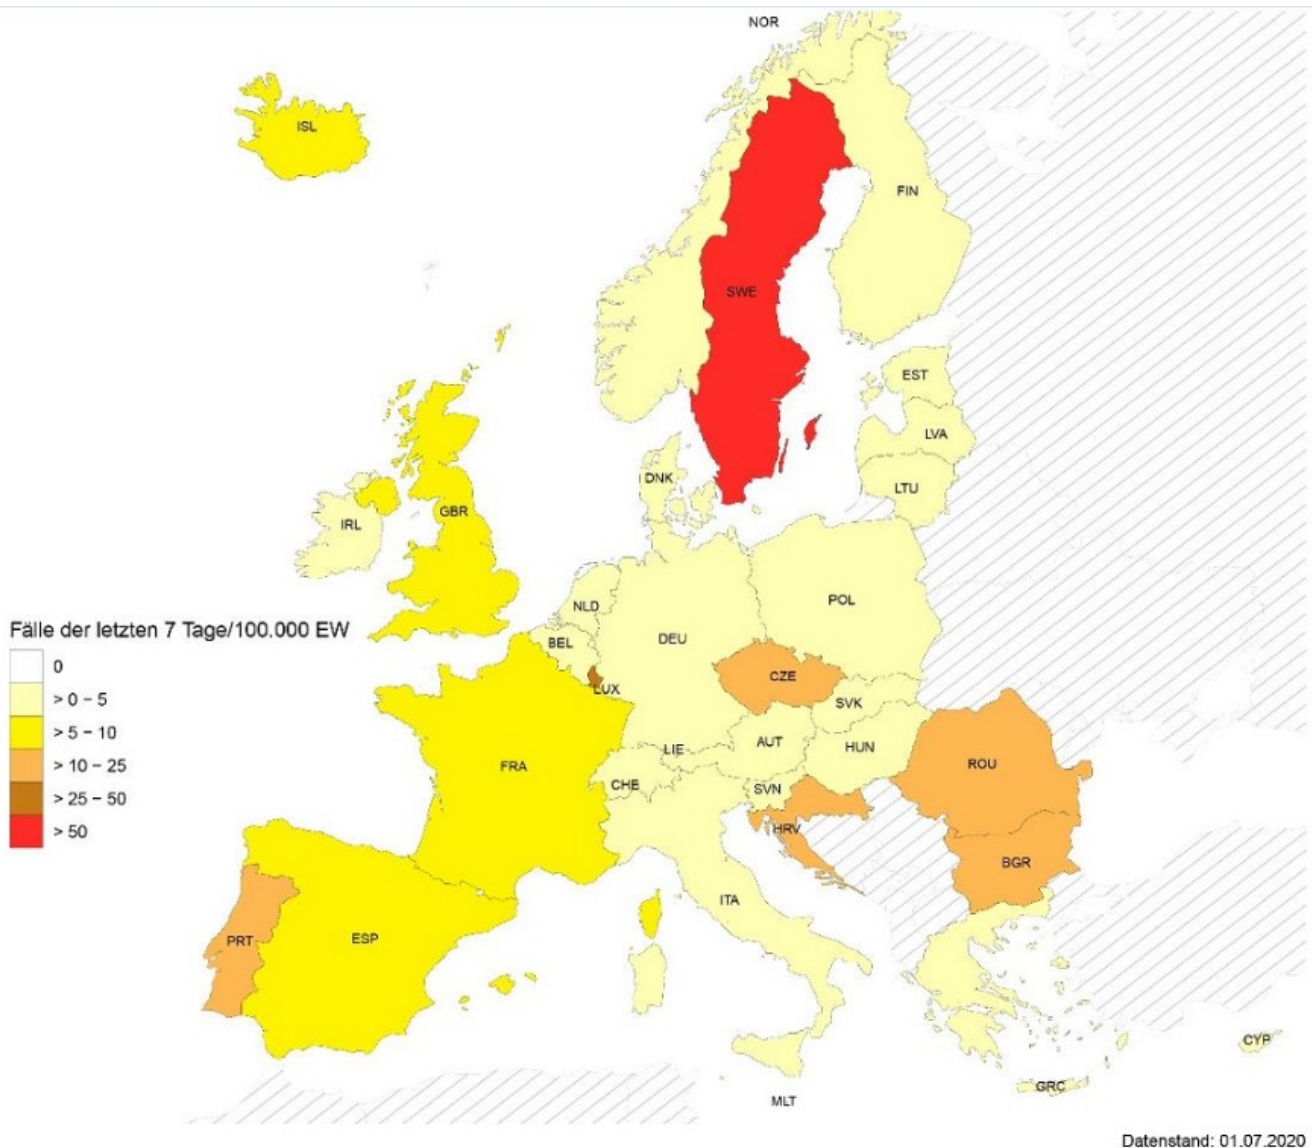 NOR
ISL
FIN
SWE
EST
LVA
DNK
LTU
GBR
IRL
POL
NLD
DEU
BEL
Fälle der letzten 7 Tage/100.000 EW
0
> 0 – 5
> 5 – 10
> 10 – 25
> 25 – 50
> 50
CZE
LUX
SVK
AUT
HUN
LIE
FRA
ROU
CHE
SVN
HRV
BGR
ITA
PRT
ESP
CYP
GRC
MLT
Datenstand: 01.07.2020